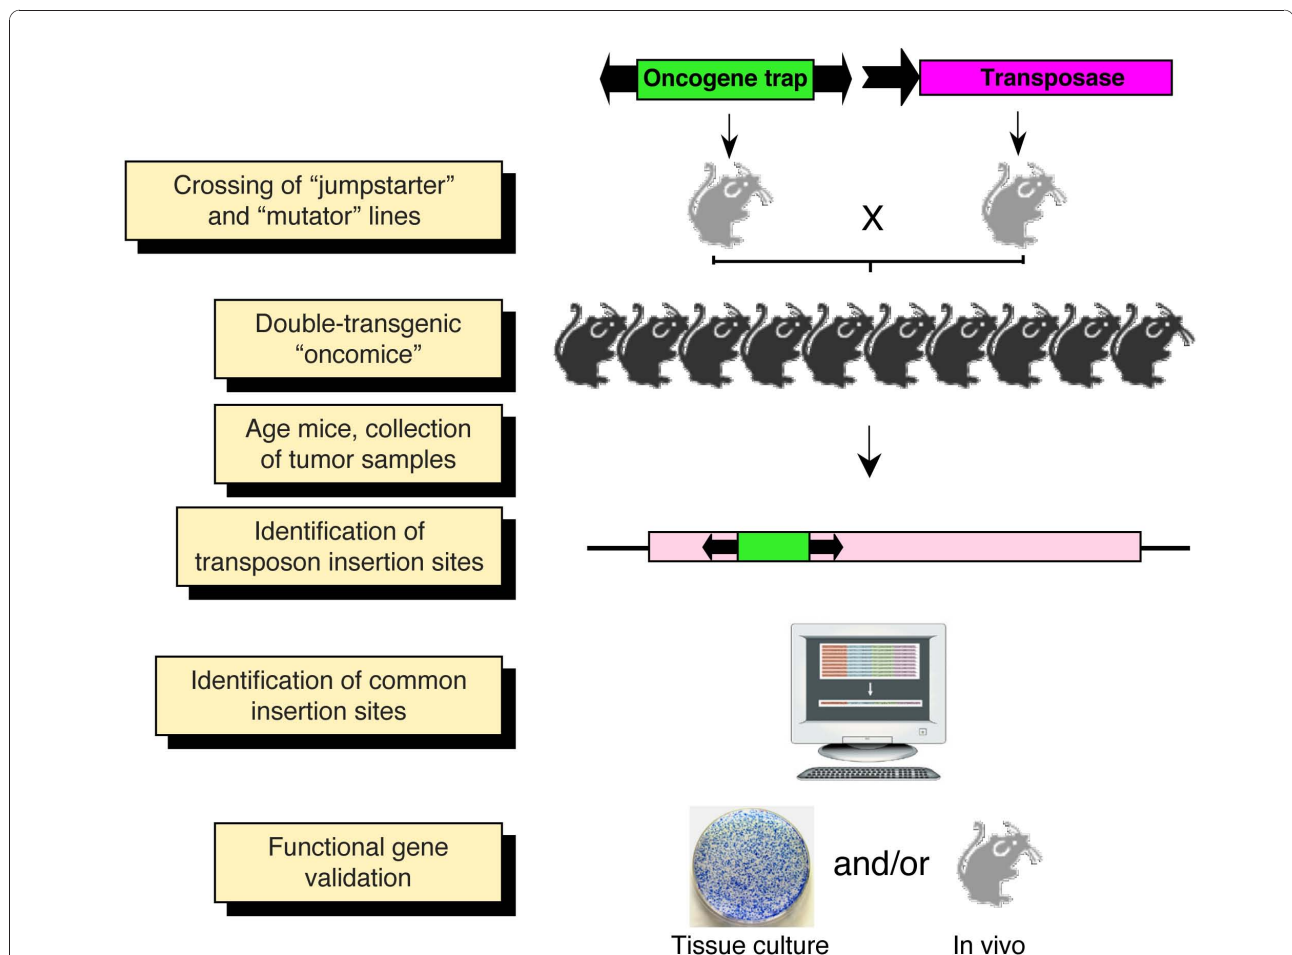 Oncogene trap
Transposase
Crossing of “jumpstarter”
and “mutator” lines
X
Double-transgenic
“oncomice”
Age mice, collection
of tumor samples
Identification of
transposon insertion sites
Identification of common
insertion sites
Functional gene
validation
and/or
Tissue culture
In vivo